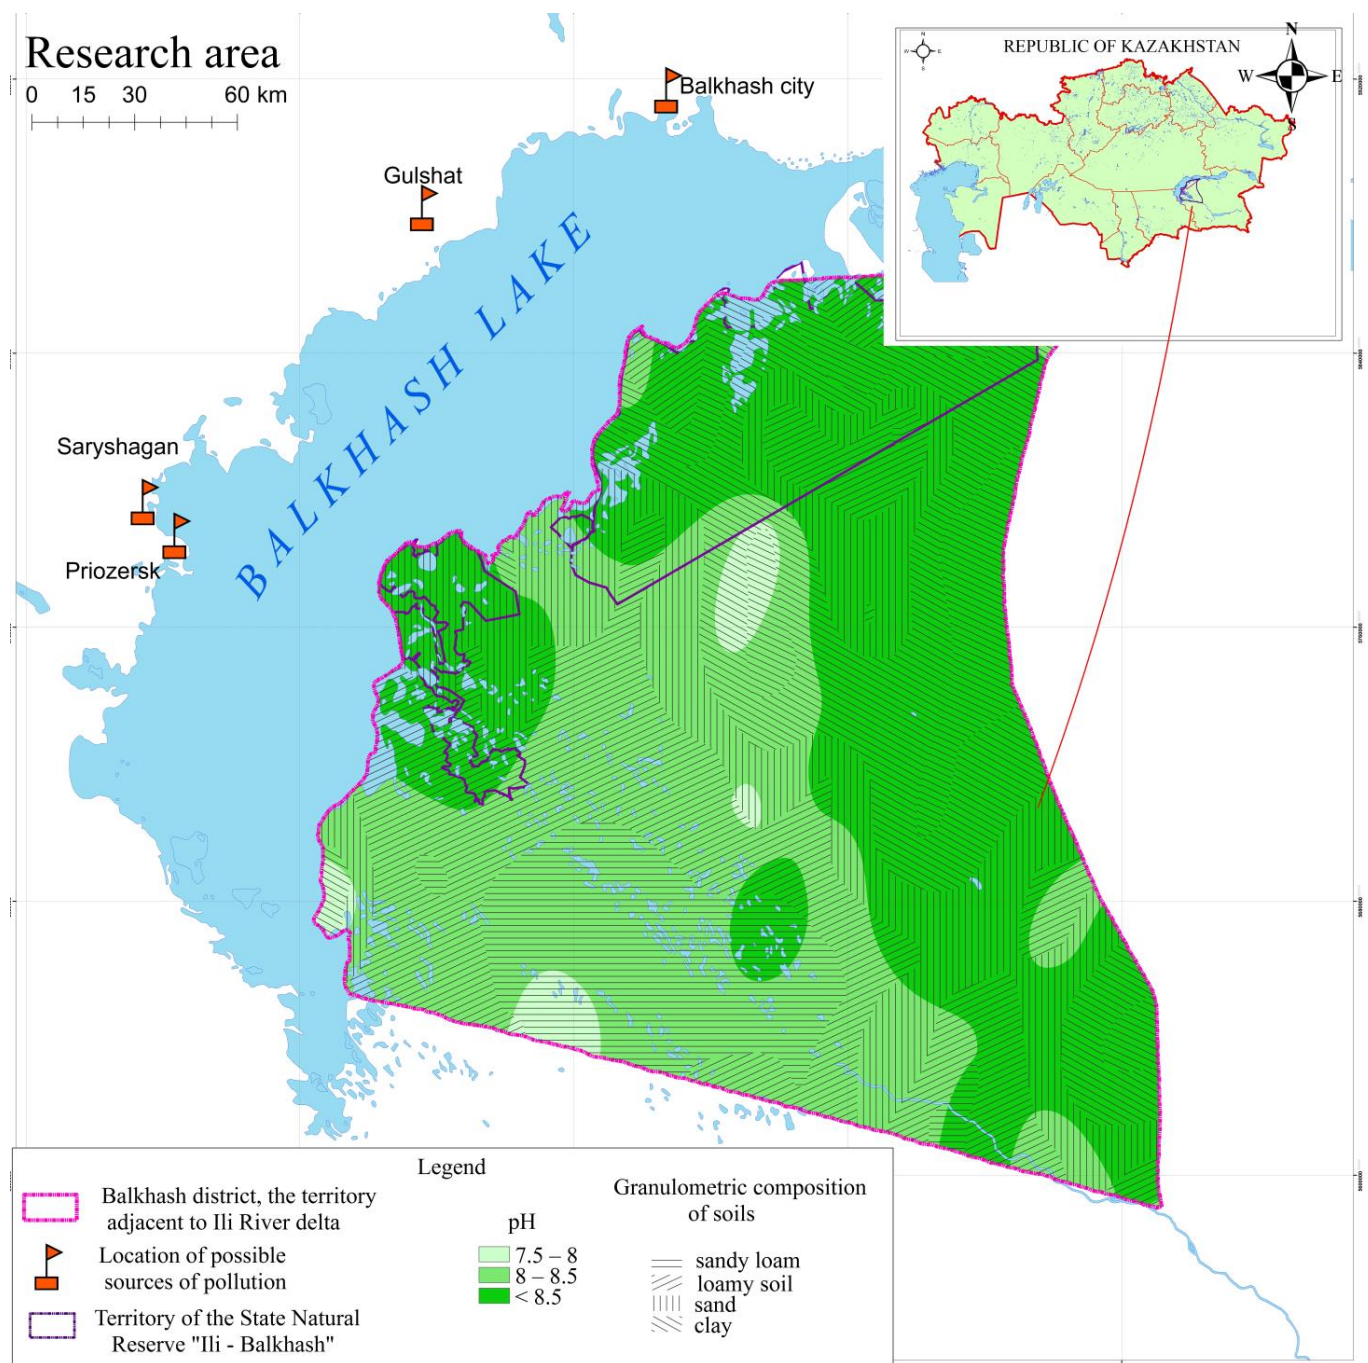 Research area
0 15 30 60 km
Balkhash city
Gulshat
BALKHASH LAKE
Saryshagan
Priozersk
REPUBLIC OF KAZAKHSTAN
N
W E
S
N
W E
S
Legend
Balkhash district, the territory
adjacent to Ili River delta
Location of possible
sources of pollution
Territory of the State Natural
Reserve "Ili - Balkhash"
pH
7.5 – 8
8 – 8.5
< 8.5
Granulometric composition
of soils
sandy loam
loamy soil
sand
clay